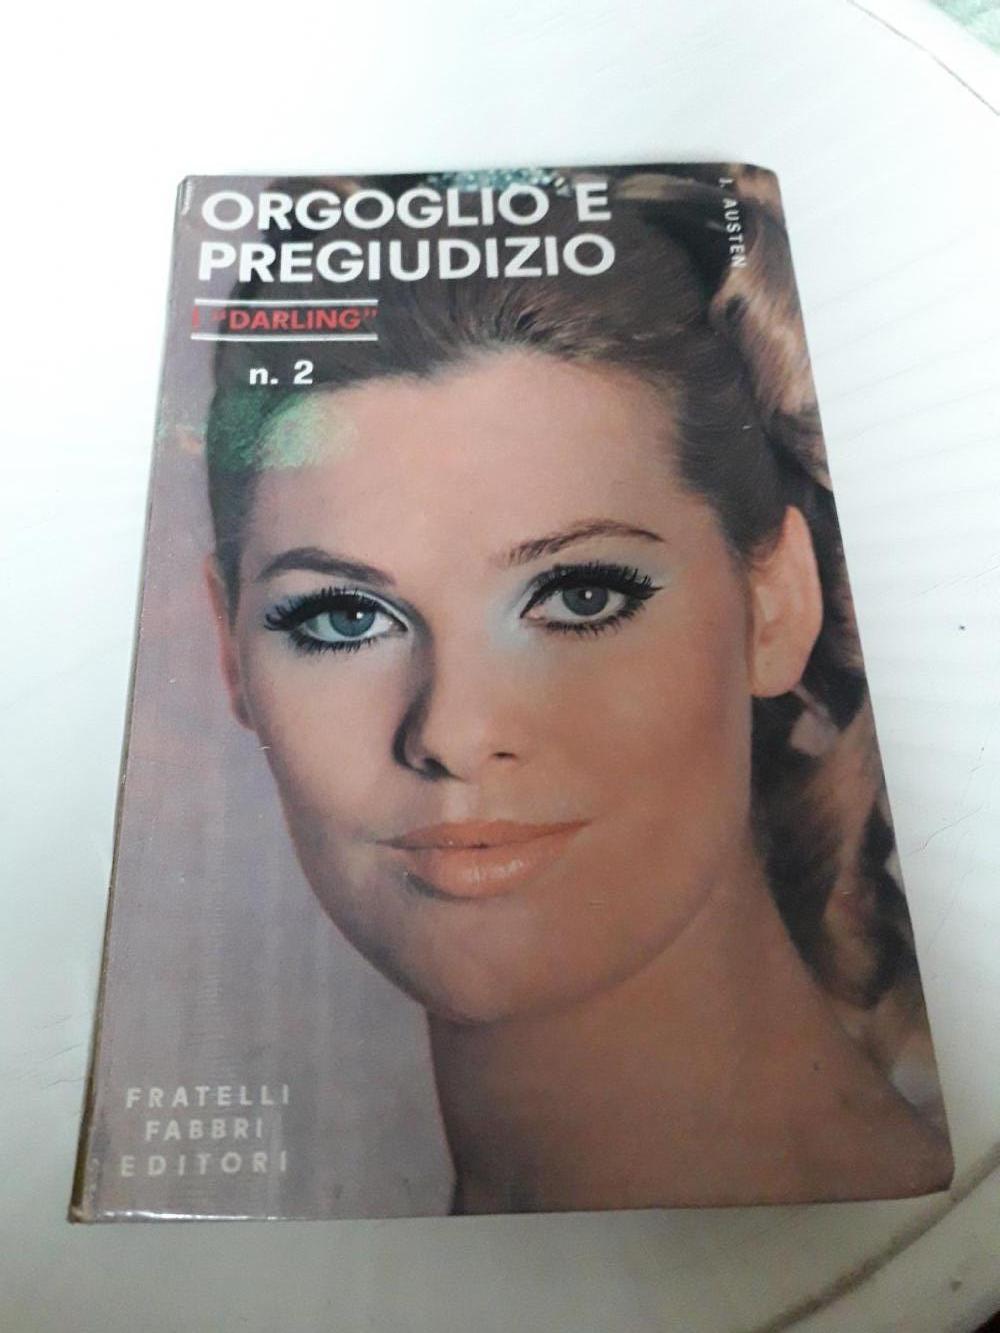 ORGOGLIO E
PREGIUDIZIO
I "DARLING"
n. 2
J. AUSTEN
FRATELLI
FABBRI
EDITORI